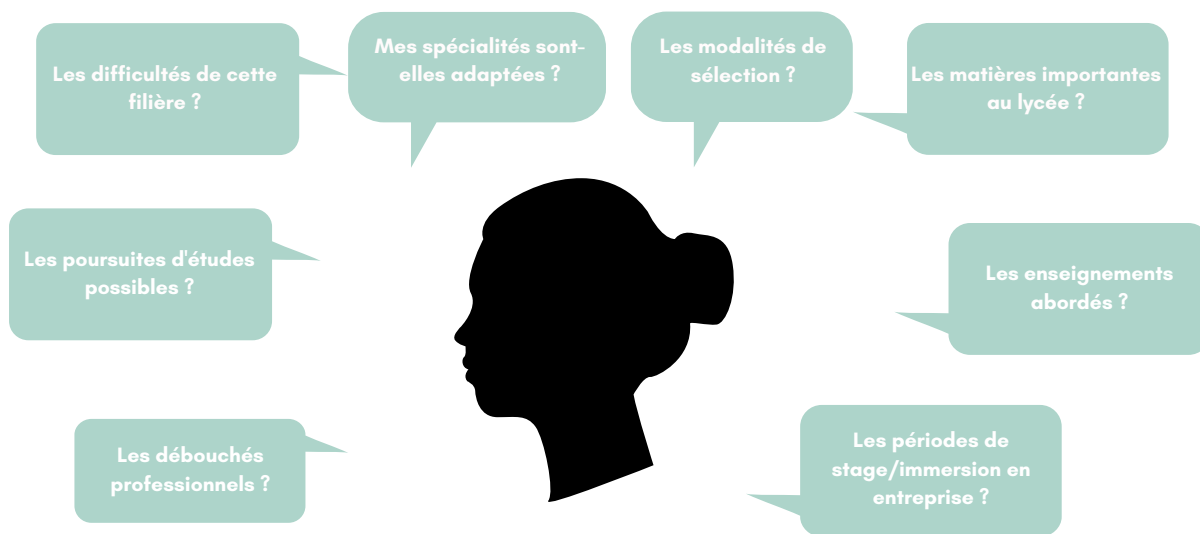 Les difficultés de cette
filière ?
Mes spécialités sont-
elles adaptées ?
Les modalités de
sélection ?
Les matières importantes
au lycée ?
Les poursuites d'études
possibles ?
Les enseignements
abordés ?
Les débouchés
professionnels ?
Les périodes de
stage/immersion en
entreprise ?